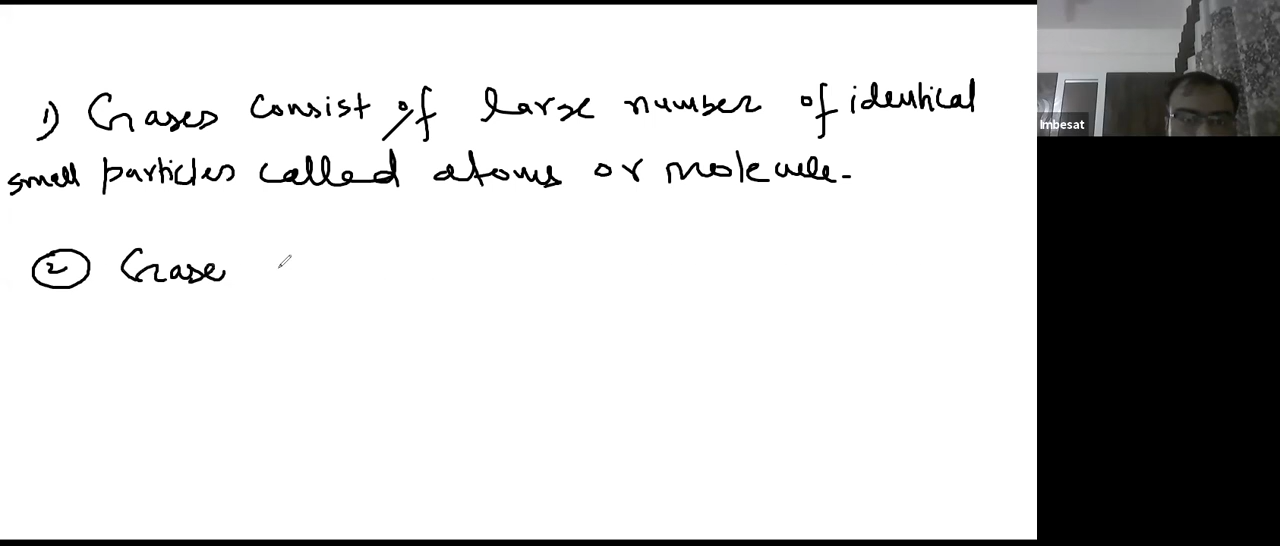 1) Gases consist of large number of identical
small particles called atoms or molecule.
② Gase
Imbesat